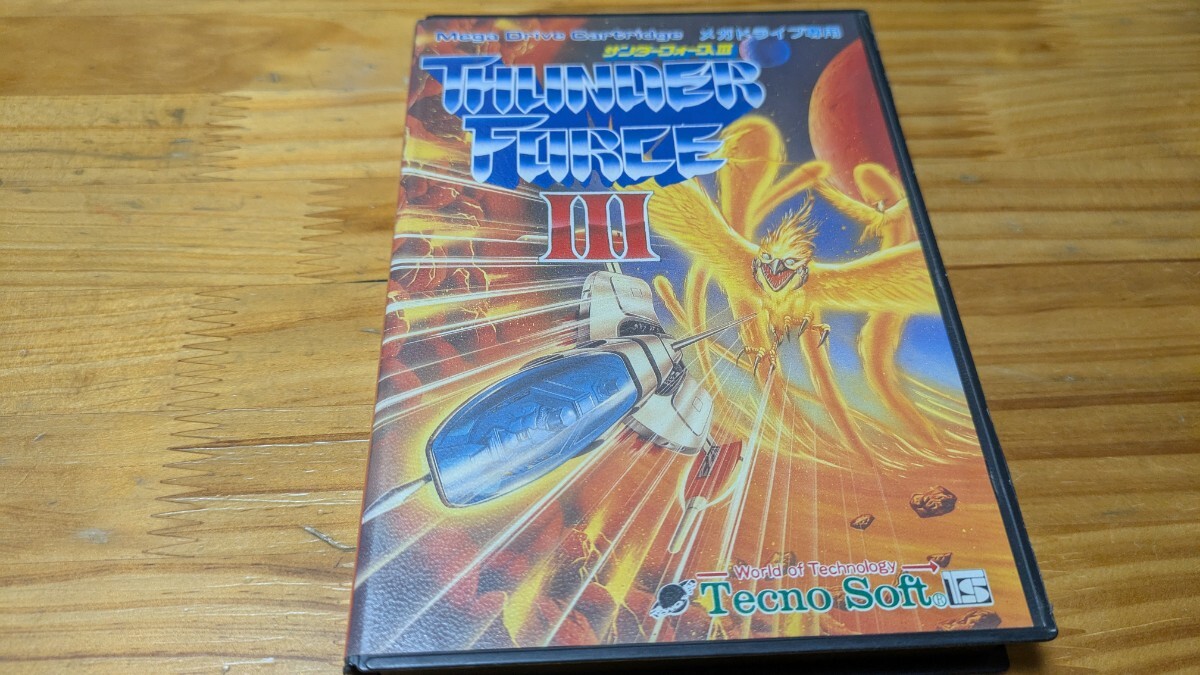 Mega Drive Cartridge メガドライブ専用
サンダーフォースIII
THUNDER
FORCE
III
World of Technology
Tecno Soft®